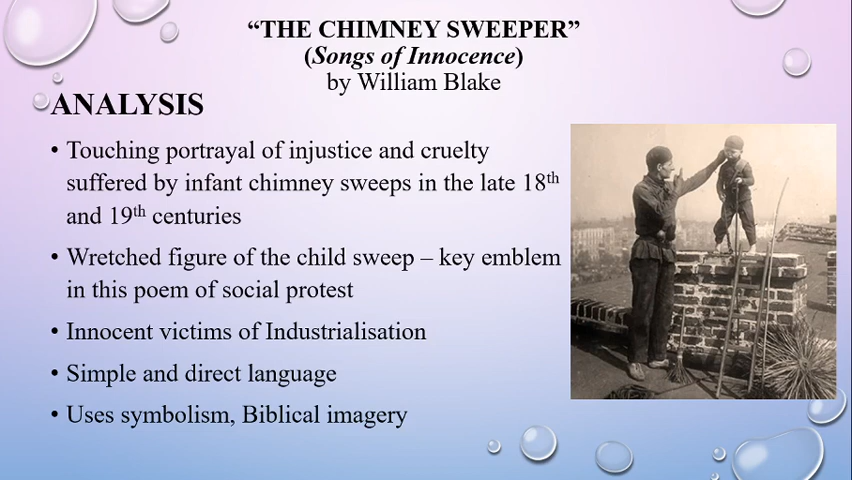 “THE CHIMNEY SWEEPER”
(Songs of Innocence)
by William Blake
ANALYSIS
• Touching portrayal of injustice and cruelty
suffered by infant chimney sweeps in the late 18th
and 19th centuries
• Wretched figure of the child sweep – key emblem
in this poem of social protest
• Innocent victims of Industrialisation
• Simple and direct language
• Uses symbolism, Biblical imagery